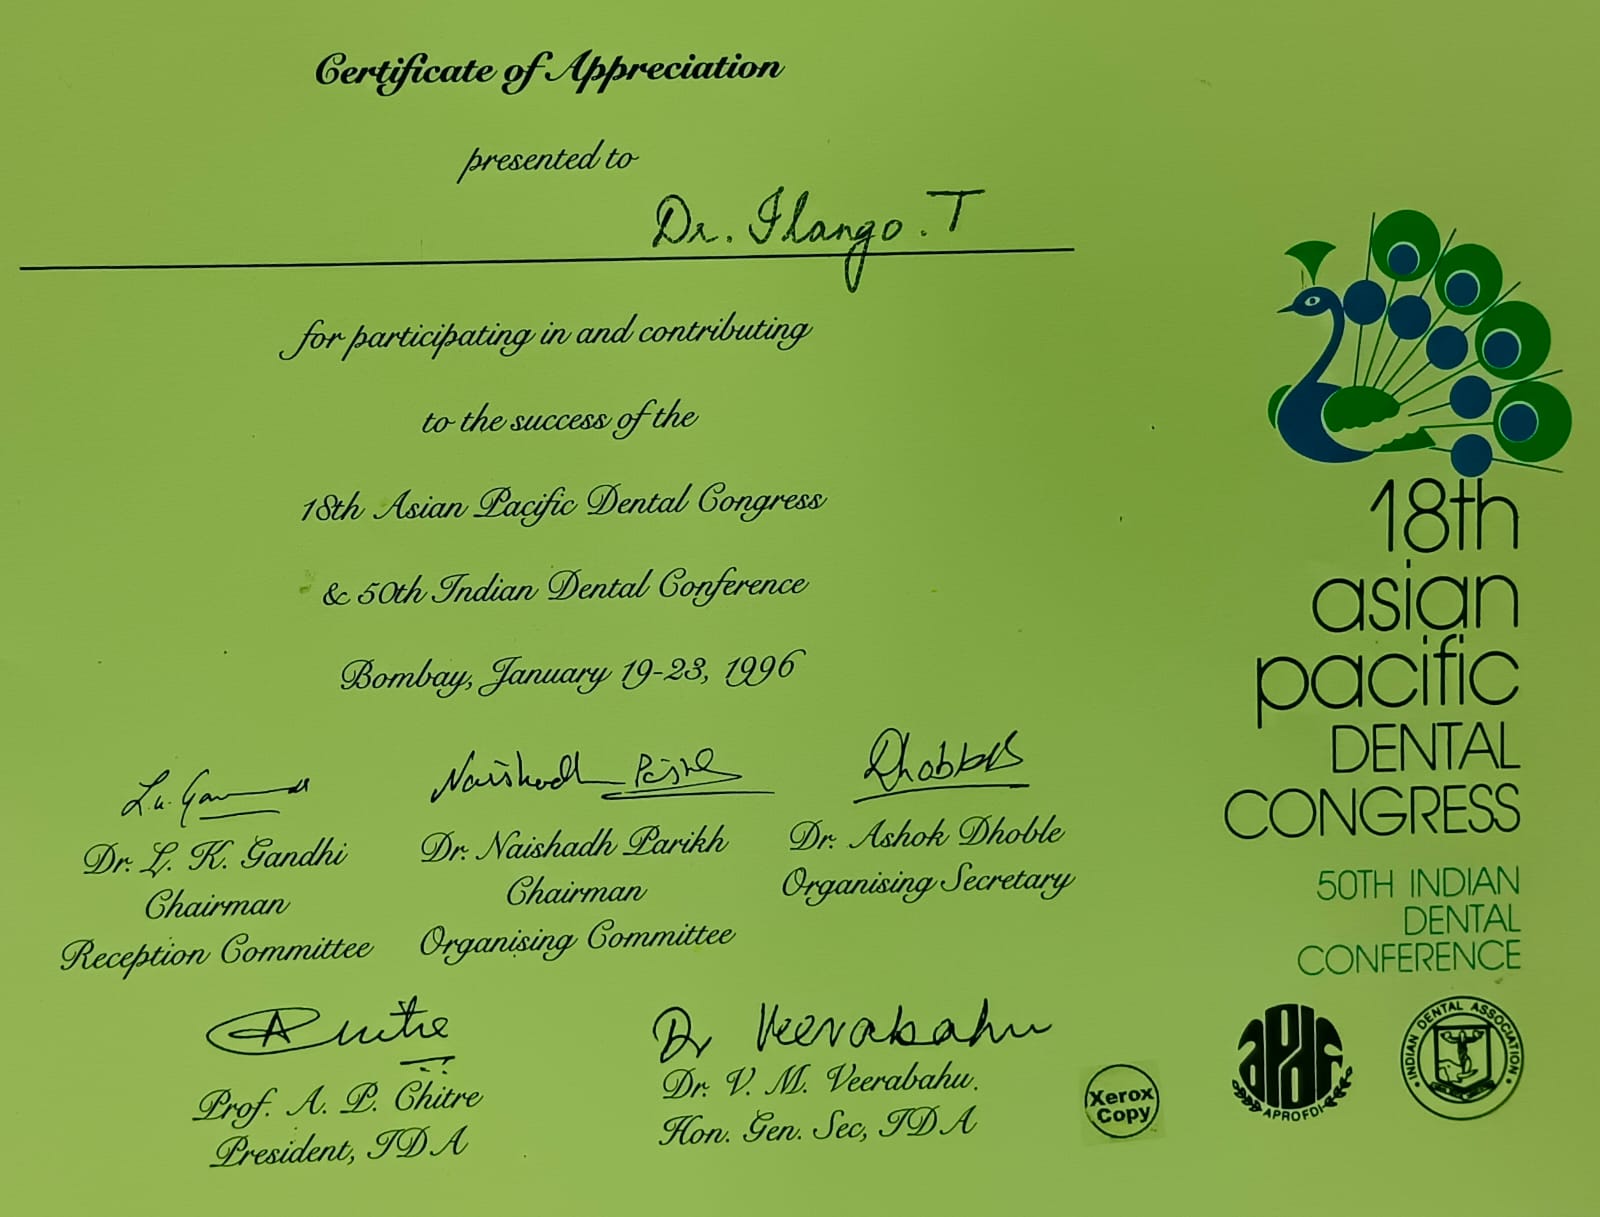 Certificate of Appreciation
presented to
Dr. Ilango. T
for participating in and contributing
to the success of the
18th Asian Pacific Dental Congress
& 50th Indian Dental Conference
Bombay, January 19-23, 1996
Naishadh
Dr. L. K. Gandhi
Chairman
Reception Committee
Dr. Naishadh Parikh
Chairman
Organising Committee
Dr. Ashok Dhoble
Organising Secretary
Dr Veerabahu
Prof. A. P. Chitre
President, IDA
Dr. V. M. Veerabahu.
Hon. Gen. Sec, IDA
Xerox
Copy
18th
asian
pacific
DENTAL
CONGRESS
50TH INDIAN
DENTAL
CONFERENCE
apdf
APROFDI
INDIAN DENTAL ASSOCIATION